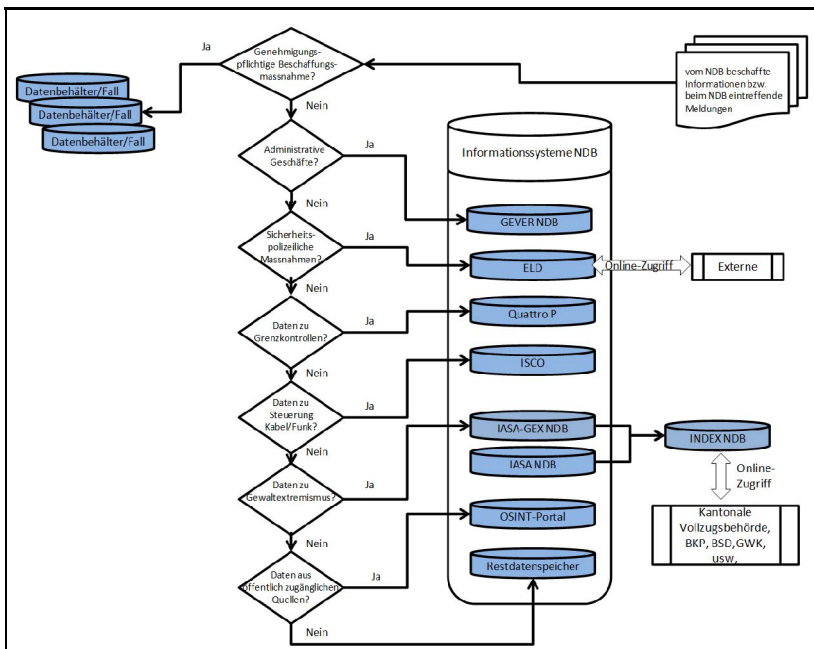 Ja
Genehmigungs-
pflichtige Beschaffungs-
massnahme?
vom NDB beschaffte
Informationen bzw.
beim NDB eintreffende
Meldungen
Datenbehälter/Fall
Datenbehälter/Fall
Datenbehälter/Fall
Nein
Administrative
Geschäfte?
Ja
Informationssysteme NDB
Nein
GEVER NDB
Sicherheits-
polizeiliche
Massnahmen?
Ja
ELD
Online-Zugriff
Externe
Nein
Quattro P
Daten zu
Grenzkontrollen?
Ja
Nein
ISCO
Daten zu
Steuerung
Kabel/Funk?
Ja
IASA-GEX NDB
INDEX NDB
Nein
IASA NDB
Online-
Zugriff
Daten zu
Gewaltextremismus?
Ja
OSINT-Portal
Kantonale
Vollzugsbehörde,
BKP, BSD, GWK,
usw,
Nein
Restdatenspeicher
Daten aus
öffentlich zugänglichen
Quellen?
Ja
Nein